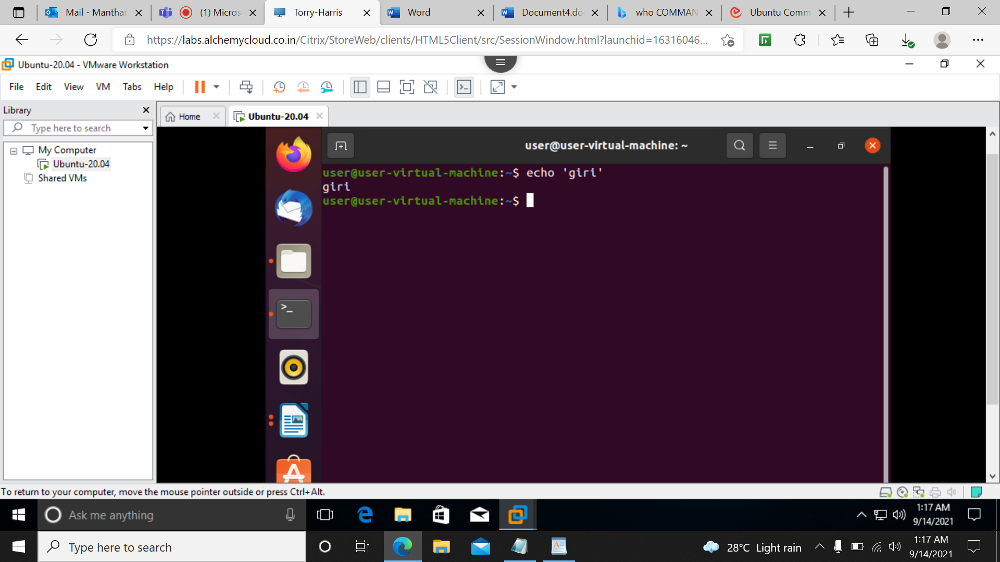 Mail - Manthar
(1) Micros
Torry-Harris
Word
Document4.do
who COMMAN
Ubuntu Comm
https://labs.alchemycloud.co.in/Citrix/StoreWeb/clients/HTML5Client/src/SessionWindow.html?launchid=16316046...
Ubuntu-20.04 - VMware Workstation
File Edit View VM Tabs Help
Library
Type here to search
My Computer
Ubuntu-20.04
Shared VMs
Home
Ubuntu-20.04
user@user-virtual-machine: ~
user@user-virtual-machine:~$ echo 'giri'
giri
user@user-virtual-machine:~$
To return to your computer, move the mouse pointer outside or press Ctrl+Alt.
Ask me anything
1:17 AM
9/14/2021
Type here to search
28°C Light rain
1:17 AM
9/14/2021